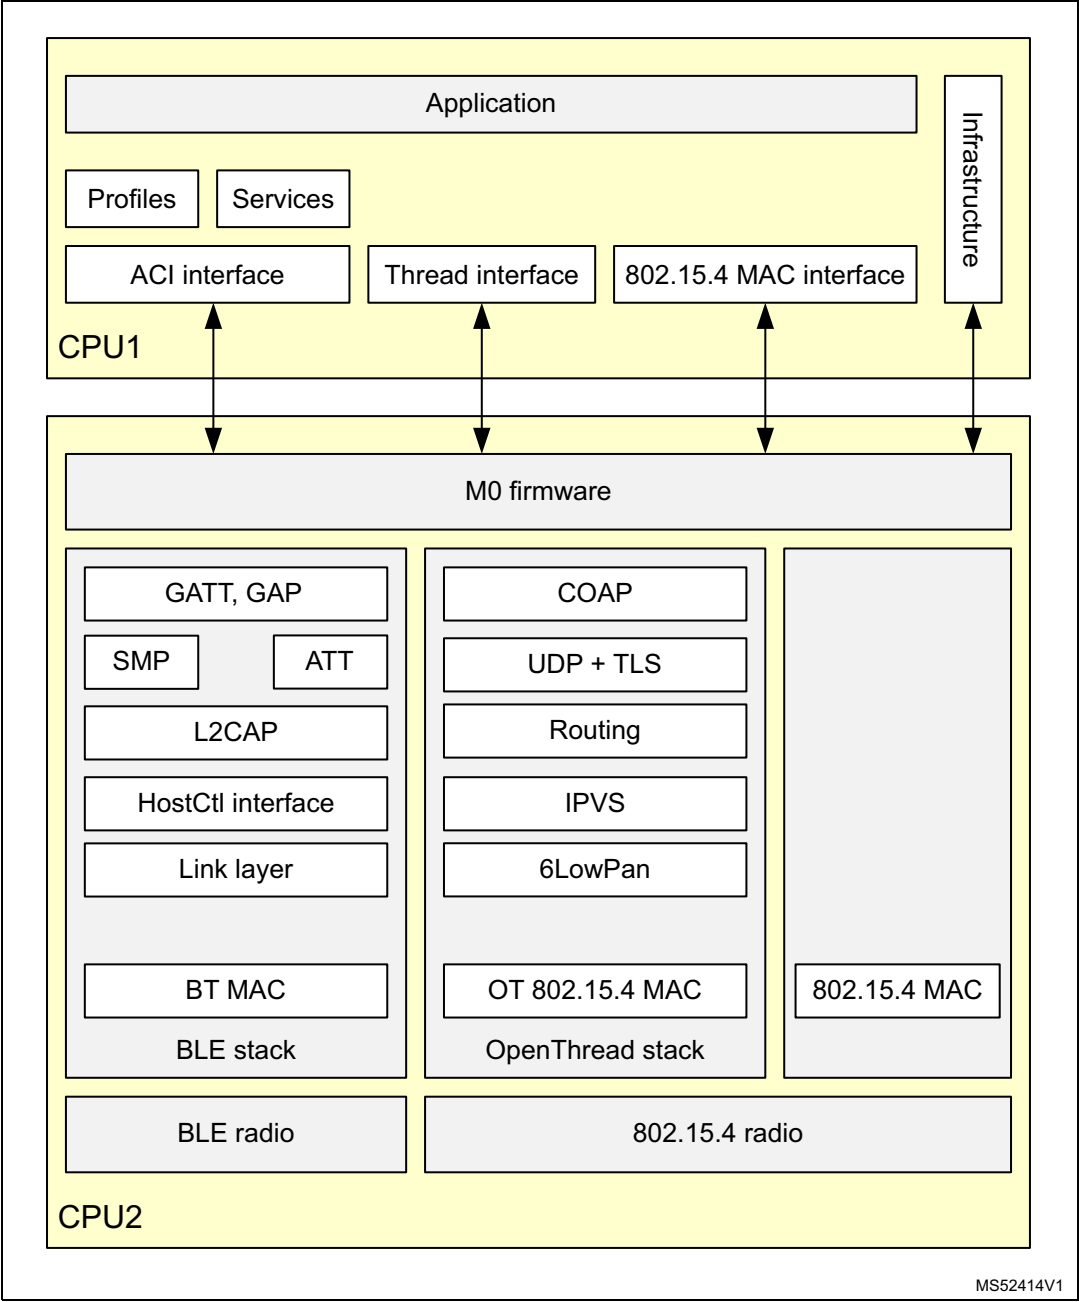 Application
Infrastructure
Profiles
Services
ACI interface
Thread interface
802.15.4 MAC interface
CPU1
M0 firmware
GATT, GAP
SMP
ATT
L2CAP
HostCtl interface
Link layer
BT MAC
BLE stack
COAP
UDP + TLS
Routing
IPVS
6LowPan
OT 802.15.4 MAC
OpenThread stack
802.15.4 MAC
BLE radio
802.15.4 radio
CPU2
MS52414V1